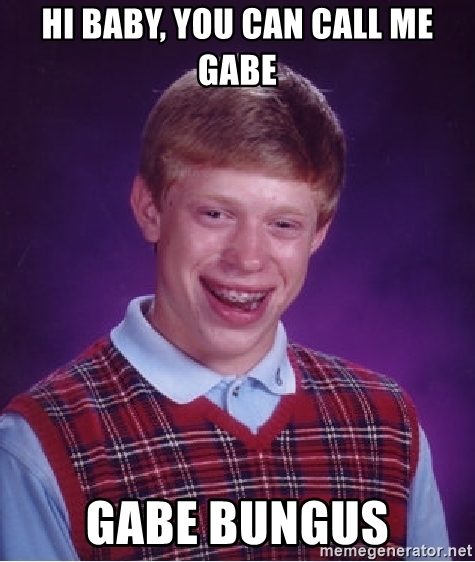 HI BABY, YOU CAN CALL ME
GABE
GABE BUNGUS
memegenerator.net